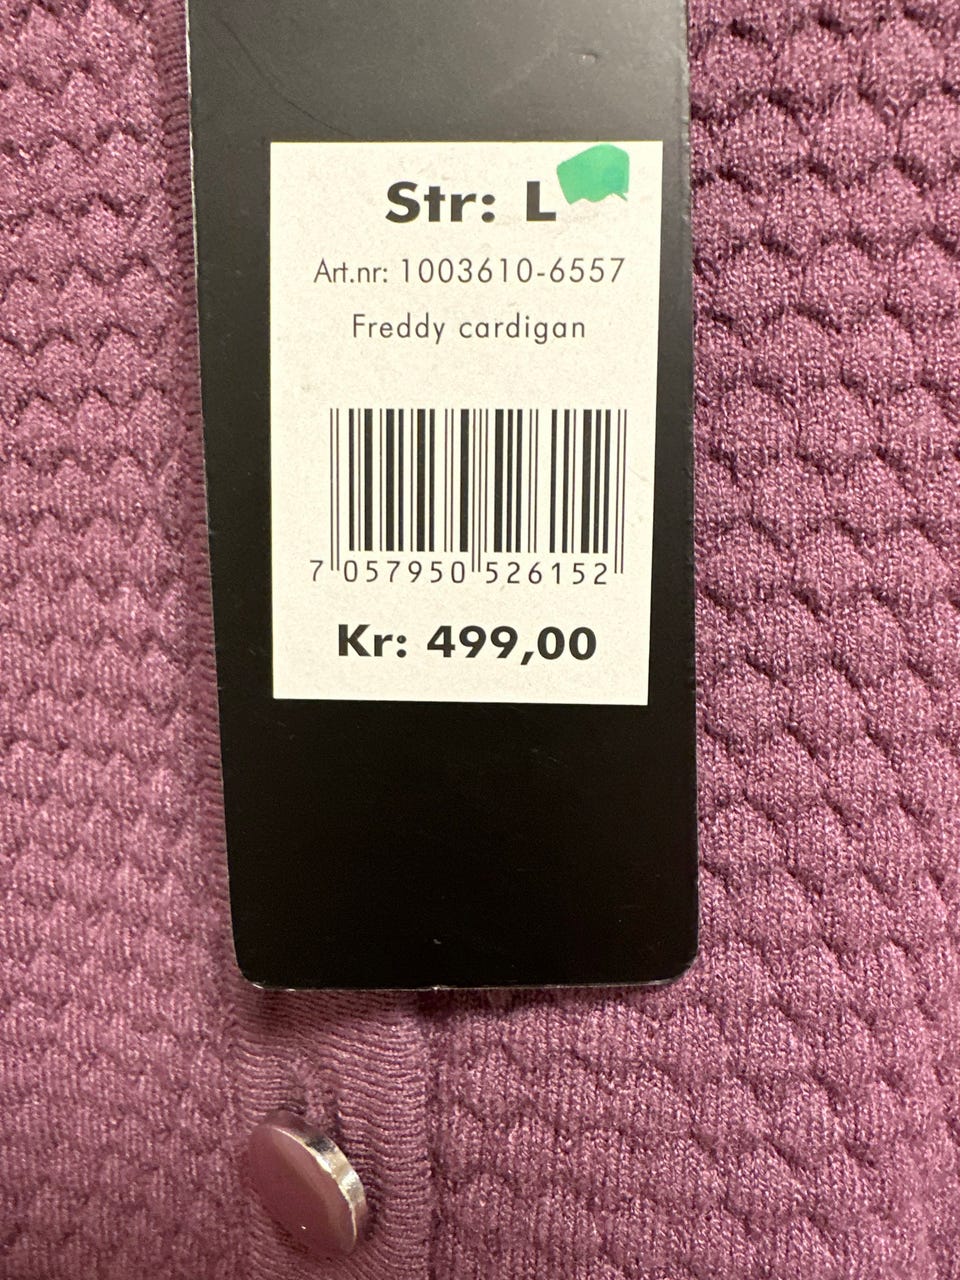 Str: L
Art.nr: 1003610-6557
Freddy cardigan
7 057950 526152
Kr: 499,00